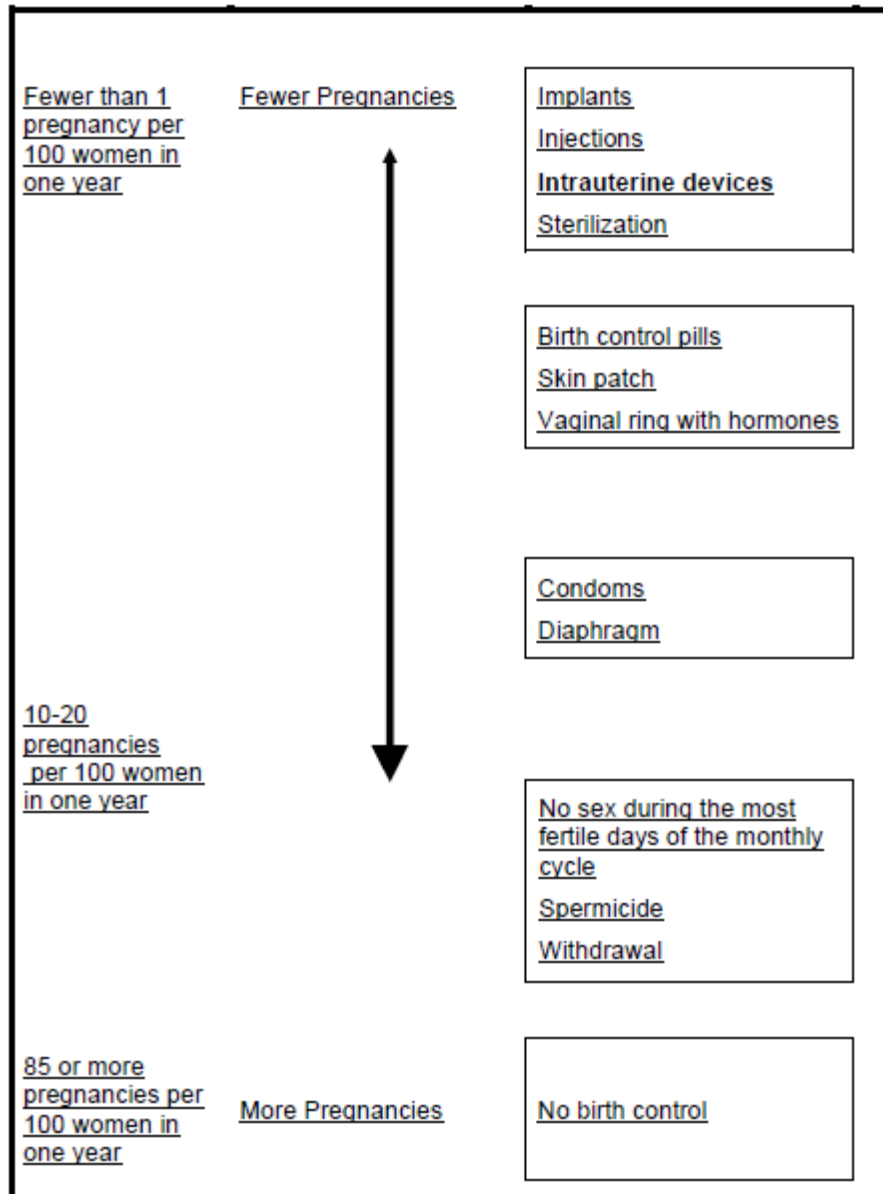 Fewer than 1
pregnancy per
100 women in
one year
Fewer Pregnancies
Implants
Injections
Intrauterine devices
Sterilization
Birth control pills
Skin patch
Vaginal ring with hormones
Condoms
Diaphragm
10-20
pregnancies
per 100 women
in one year
No sex during the most
fertile days of the monthly
cycle
Spermicide
Withdrawal
85 or more
pregnancies per
100 women in
one year
More Pregnancies
No birth control